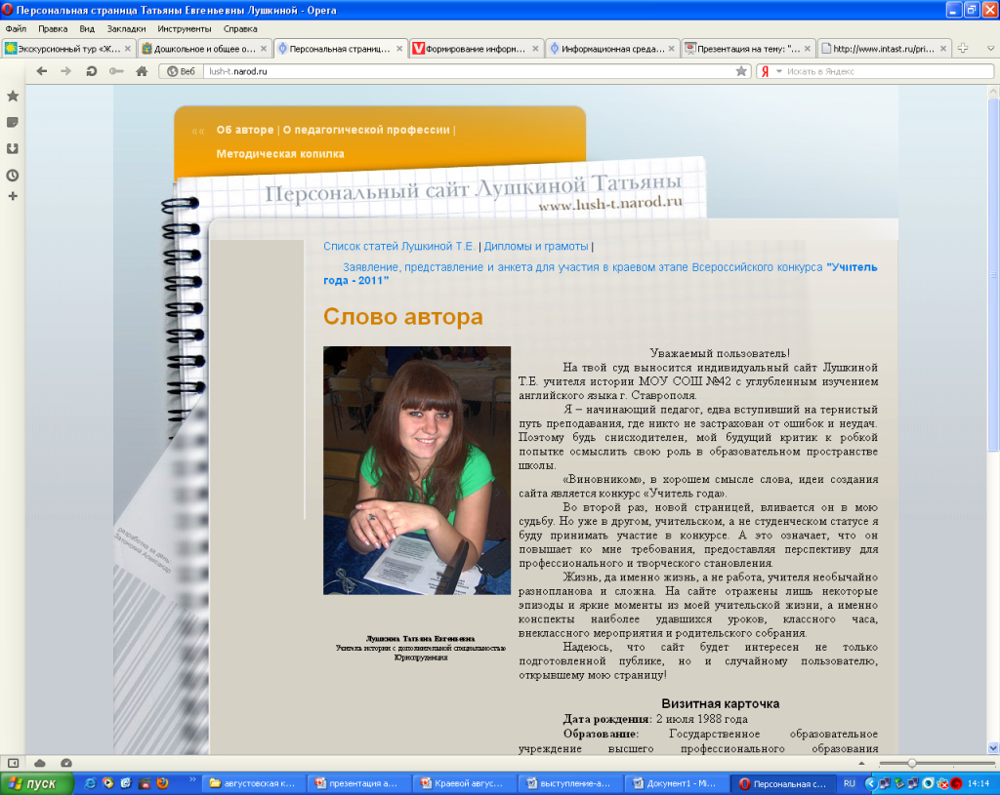 Персональная страница Татьяны Евгеньевны Лушкиной - Opera
Файл Правка Вид Закладки Инструменты Справка
Экскурсионный тур «Ж...
Дошкольное и общее о...
Персональная страниц...
Формирование информ...
Информационная среда...
Презентация на тему: "...
http://www.intast.ru/pri...
Веб
lush-t.narod.ru
Искать в Яндекс
«« Об авторе | О педагогической профессии |
Методическая копилка
Персональный сайт Лушкиной Татьяны
www.lush-t.narod.ru
Список статей Лушкиной Т.Е. | Дипломы и грамоты |
Заявление, представление и анкета для участия в краевом этапе Всероссийского конкурса "Учитель
года - 2011"
Слово автора
Уважаемый пользователь!
На твой суд выносится индивидуальный сайт Лушкиной
Т.Е. учителя истории МОУ СОШ №42 с углубленным изучением
английского языка г. Ставрополя.
Я – начинающий педагог, едва вступивший на тернистый
путь преподавания, где никто не застрахован от ошибок и неудач.
Поэтому будь снисходителен, мой будущий критик к робкой
попытке осмыслить свою роль в образовательном пространстве
школы.
«Виновником», в хорошем смысле слова, идеи создания
сайта является конкурс «Учитель года».
Во второй раз, новой страницей, вливается он в мою
судьбу. Но уже в другом, учительском, а не студенческом статусе я
буду принимать участие в конкурсе. А это означает, что он
повышает ко мне требования, предоставляя перспективу для
профессионального и творческого становления.
Жизнь, да именно жизнь, а не работа, учителя необычайно
разнопланова и сложна. На сайте отражены лишь некоторые
эпизоды и яркие моменты из моей учительской жизни, а именно
конспекты наиболее удавшихся уроков, классного часа,
внеклассного мероприятия и родительского собрания.
Надеюсь, что сайт будет интересен не только
подготовленной публике, но и случайному пользователю,
открывшему мою страницу!
Лушкина Татьяна Евгеньевна
Учитель истории с дополнительной специальностью
Юриспруденция
разработка за день:
Затонский Александр
Визитная карточка
Дата рождения: 2 июля 1988 года
Образование: Государственное образовательное
учреждение высшего профессионального образования
пуск
августовская к...
презентация а...
Краевой авгус...
выступление-а...
Документ1 - Mi...
Персональная с...
RU
14:14